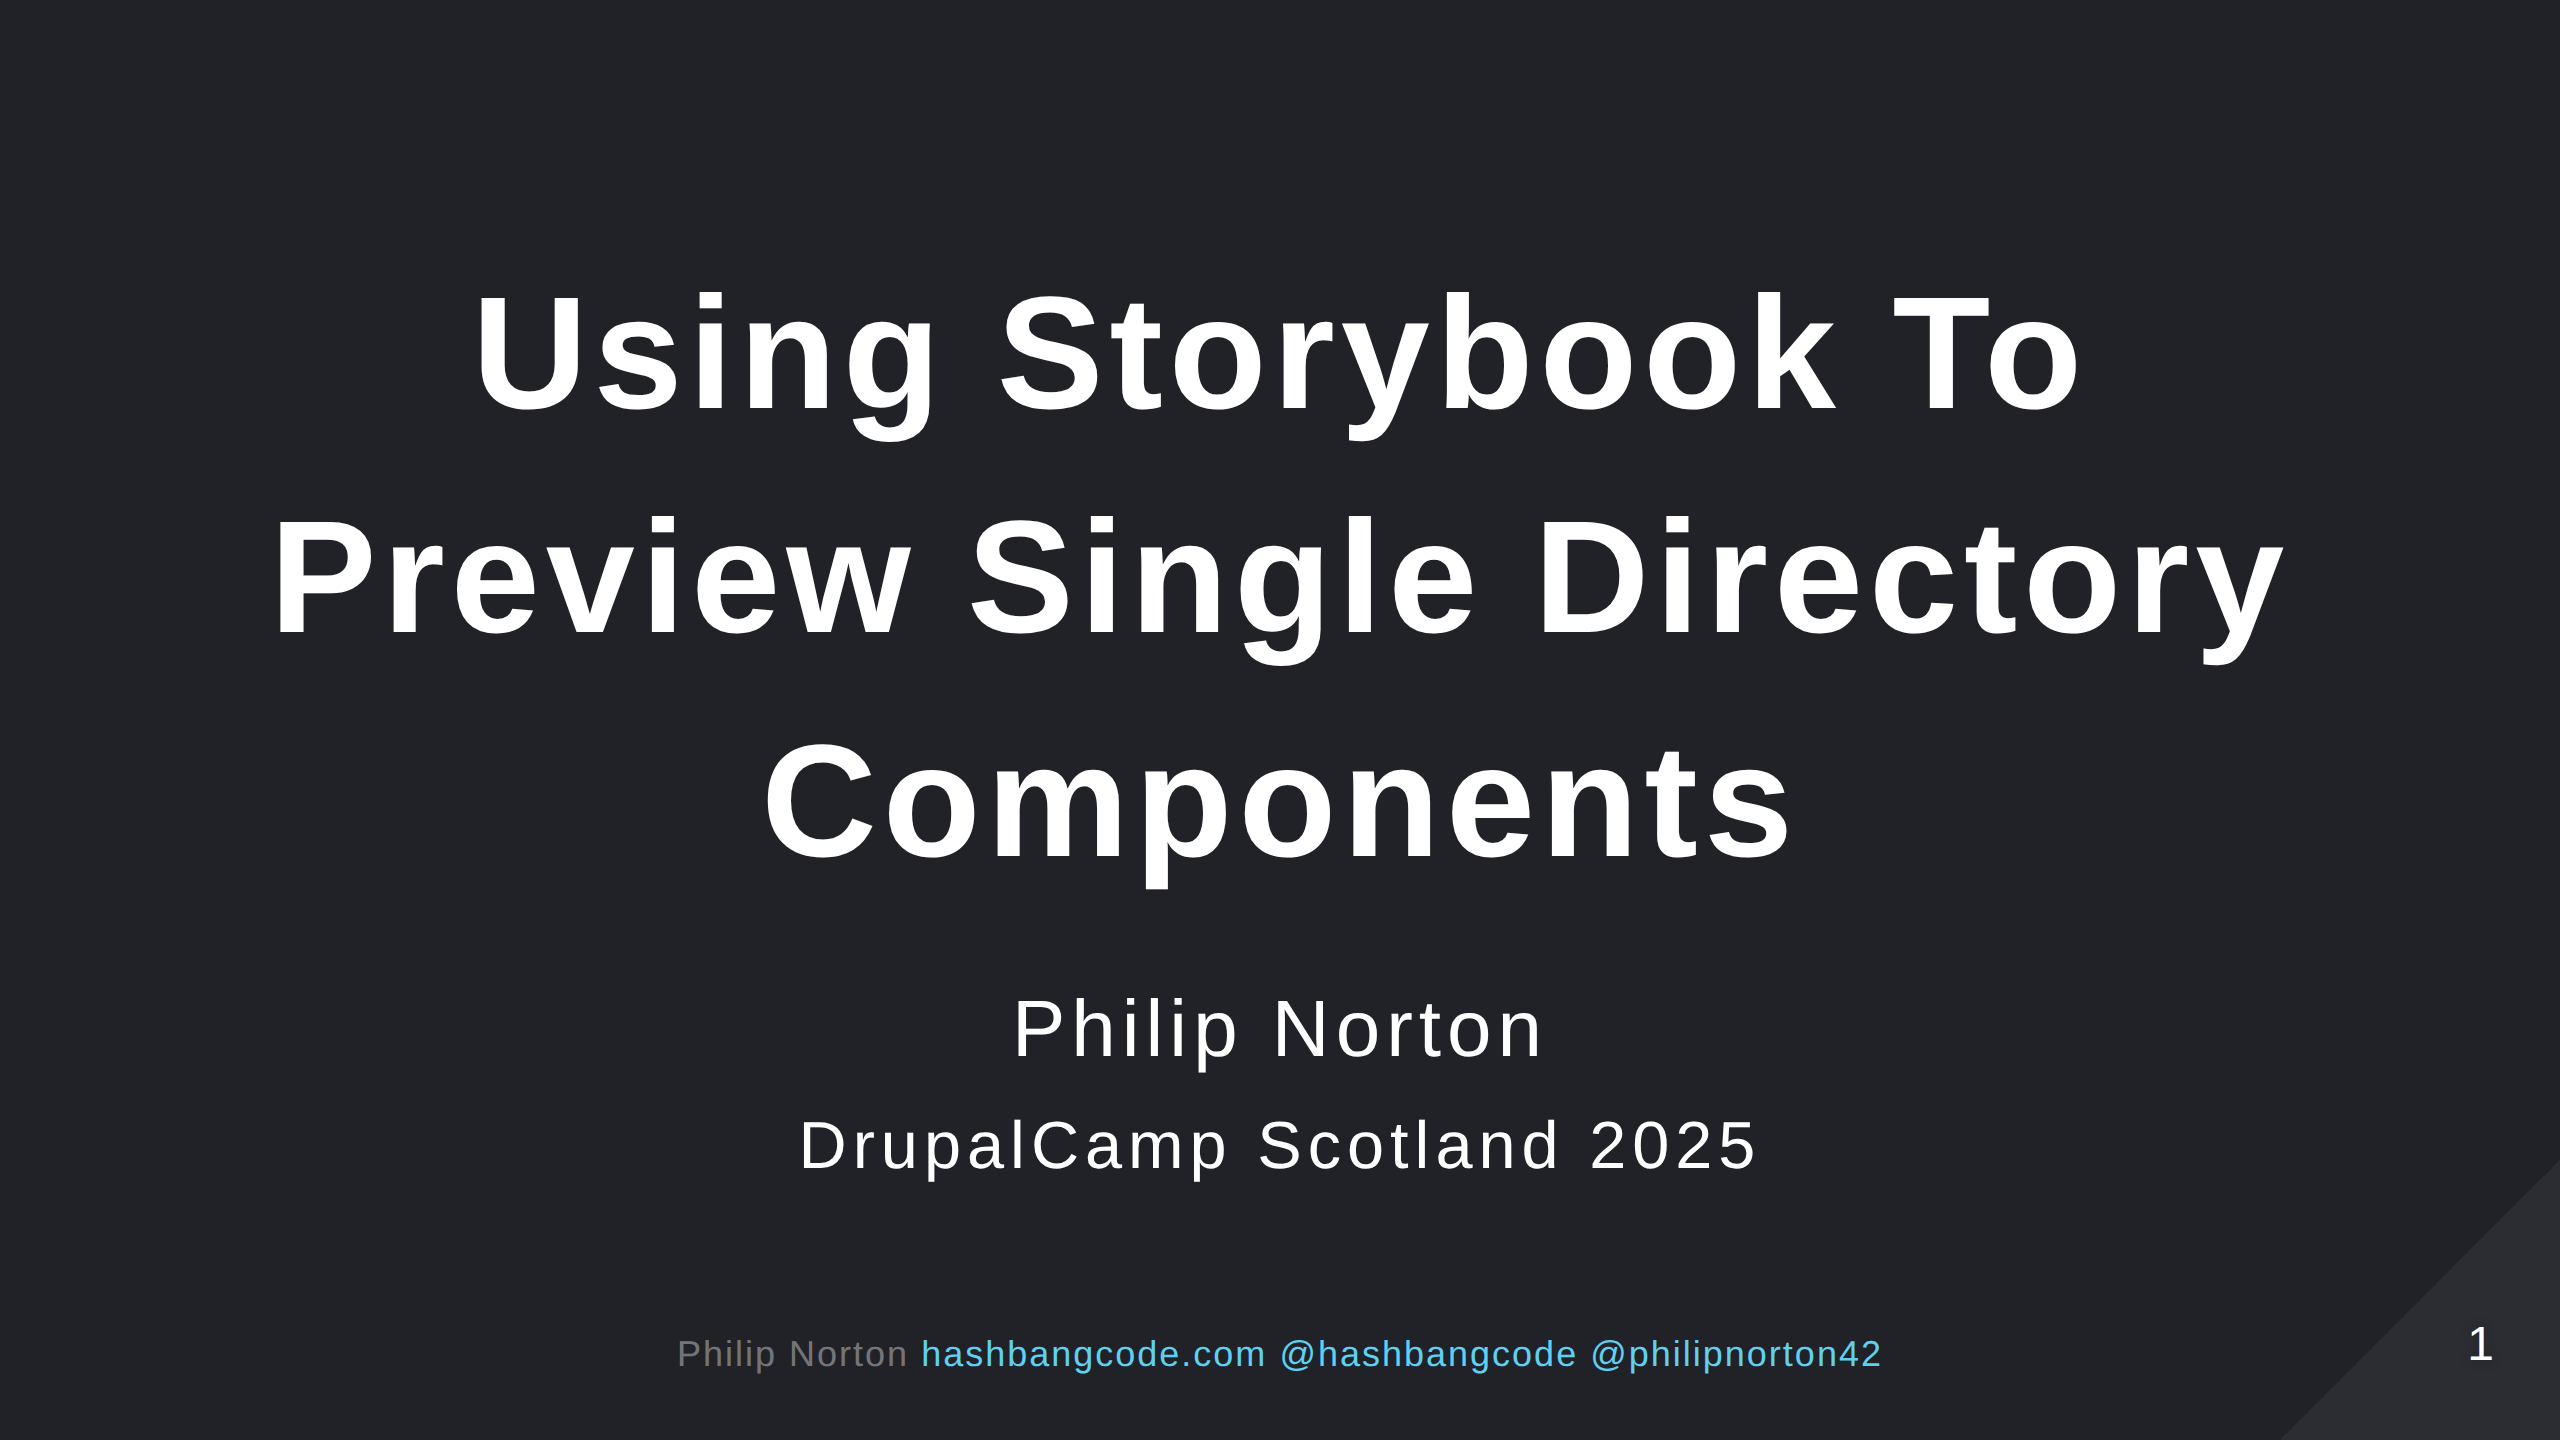 Using Storybook To
Preview Single Directory
Components
Philip Norton
DrupalCamp Scotland 2025
Philip Norton hashbangcode.com @hashbangcode @philipnorton42
1